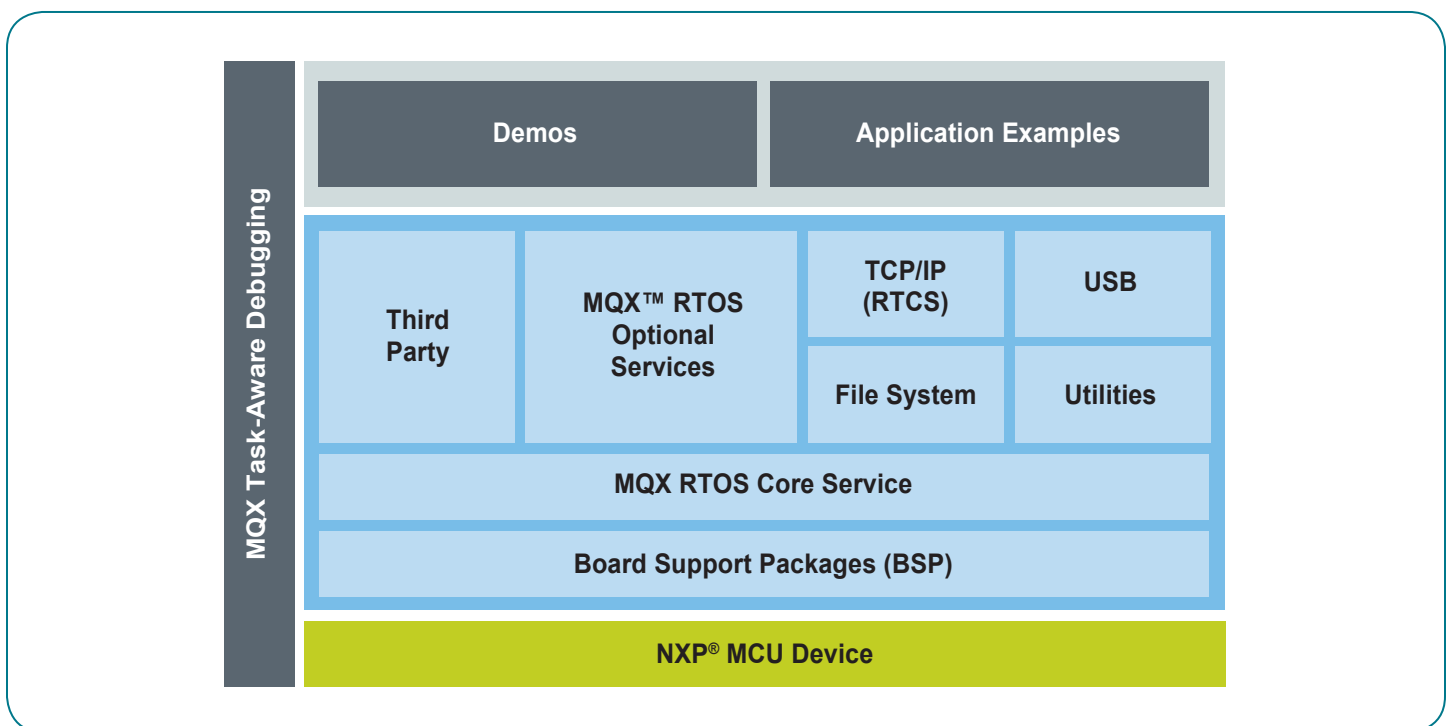 MQX Task-Aware Debugging
Demos
Application Examples
Third
Party
MQX™ RTOS
Optional
Services
TCP/IP
(RTCS)
USB
File System
Utilities
MQX RTOS Core Service
Board Support Packages (BSP)
NXP® MCU Device